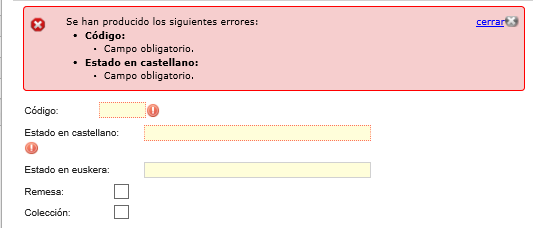 Se han producido los siguientes errores: cerrar
• Código:
• Campo obligatorio.
• Estado en castellano:
• Campo obligatorio.
Código:
Estado en castellano:
Estado en euskera:
Remesa:
Colección: